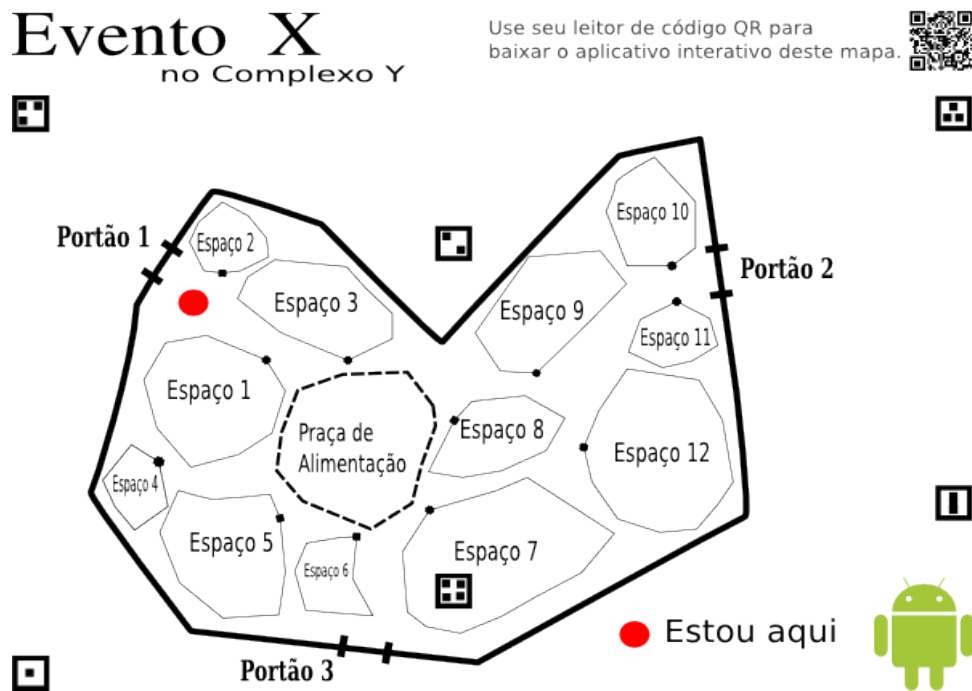 Evento X
no Complexo Y
Use seu leitor de código QR para
baixar o aplicativo interativo deste mapa.
Portão 1
Espaço 2
Espaço 10
Portão 2
Espaço 3
Espaço 9
Espaço 11
Espaço 1
Praça de
Alimentação
Espaço 8
Espaço 12
Espaço 4
Espaço 5
Espaço 6
Espaço 7
Portão 3
Estou aqui